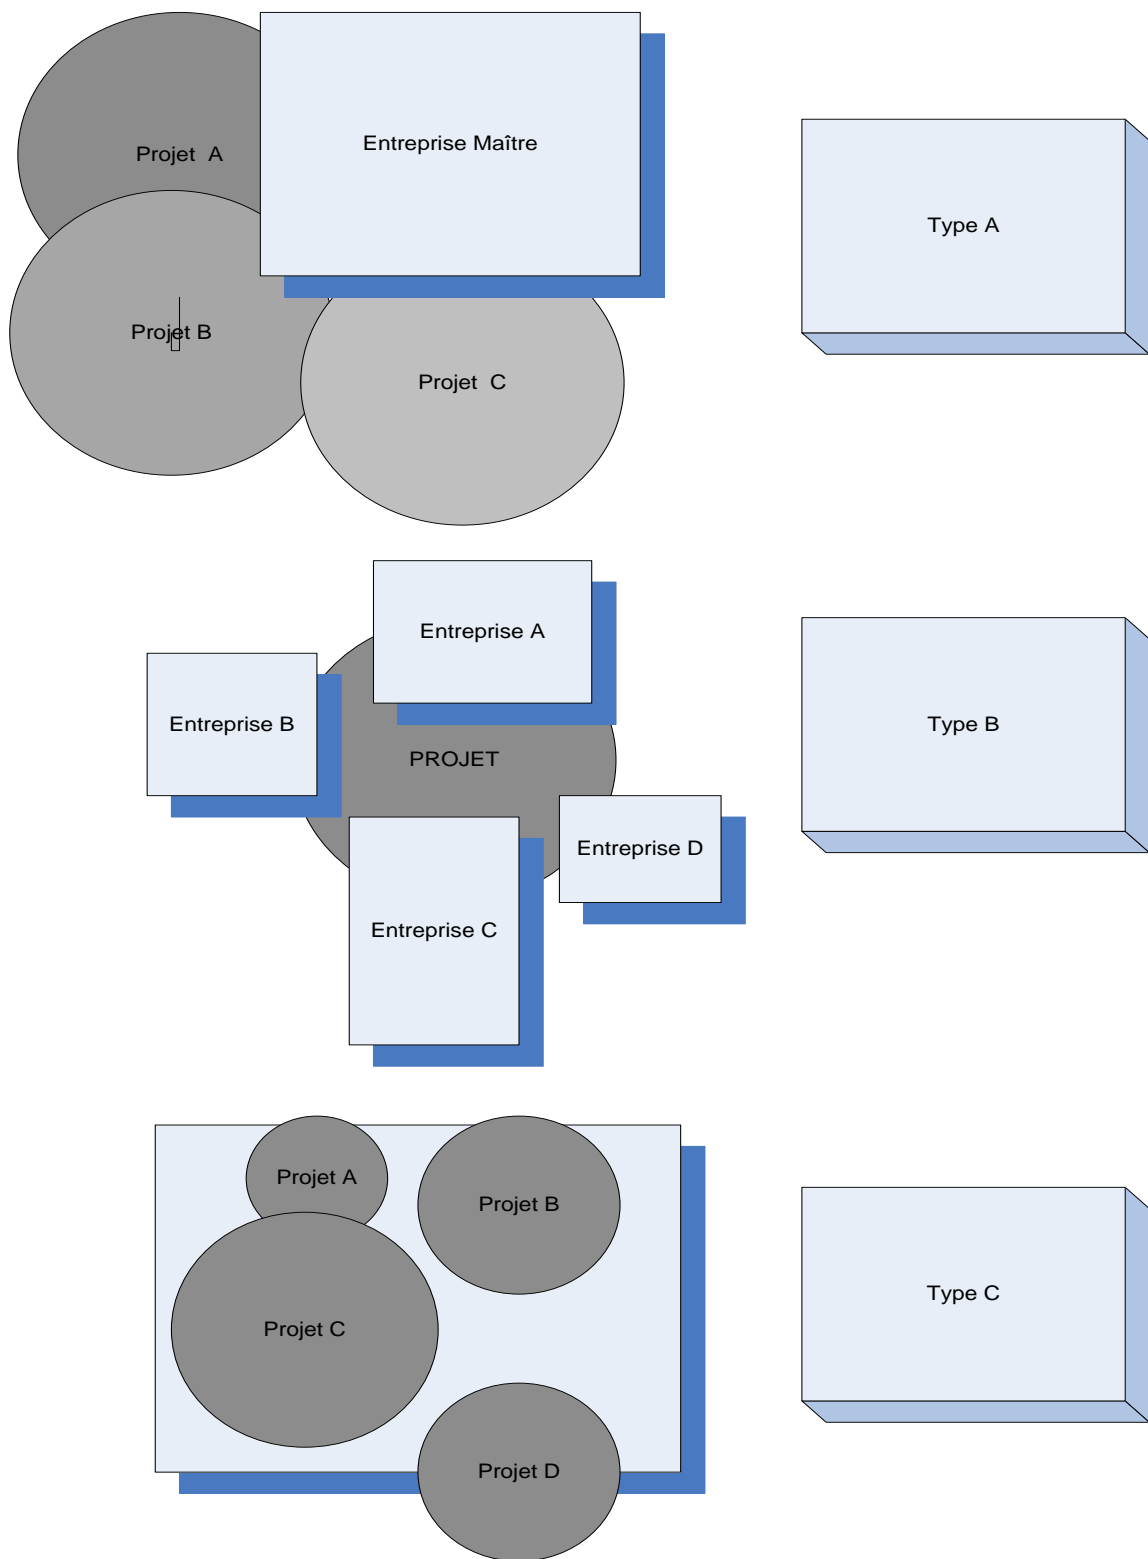 Projet  A
Entreprise Maître
Type A
Projet B
Projet  C
Entreprise A
Entreprise B
Type B
PROJET
Entreprise D
Entreprise C
Projet A
Projet B
Type C
Projet C
Projet D